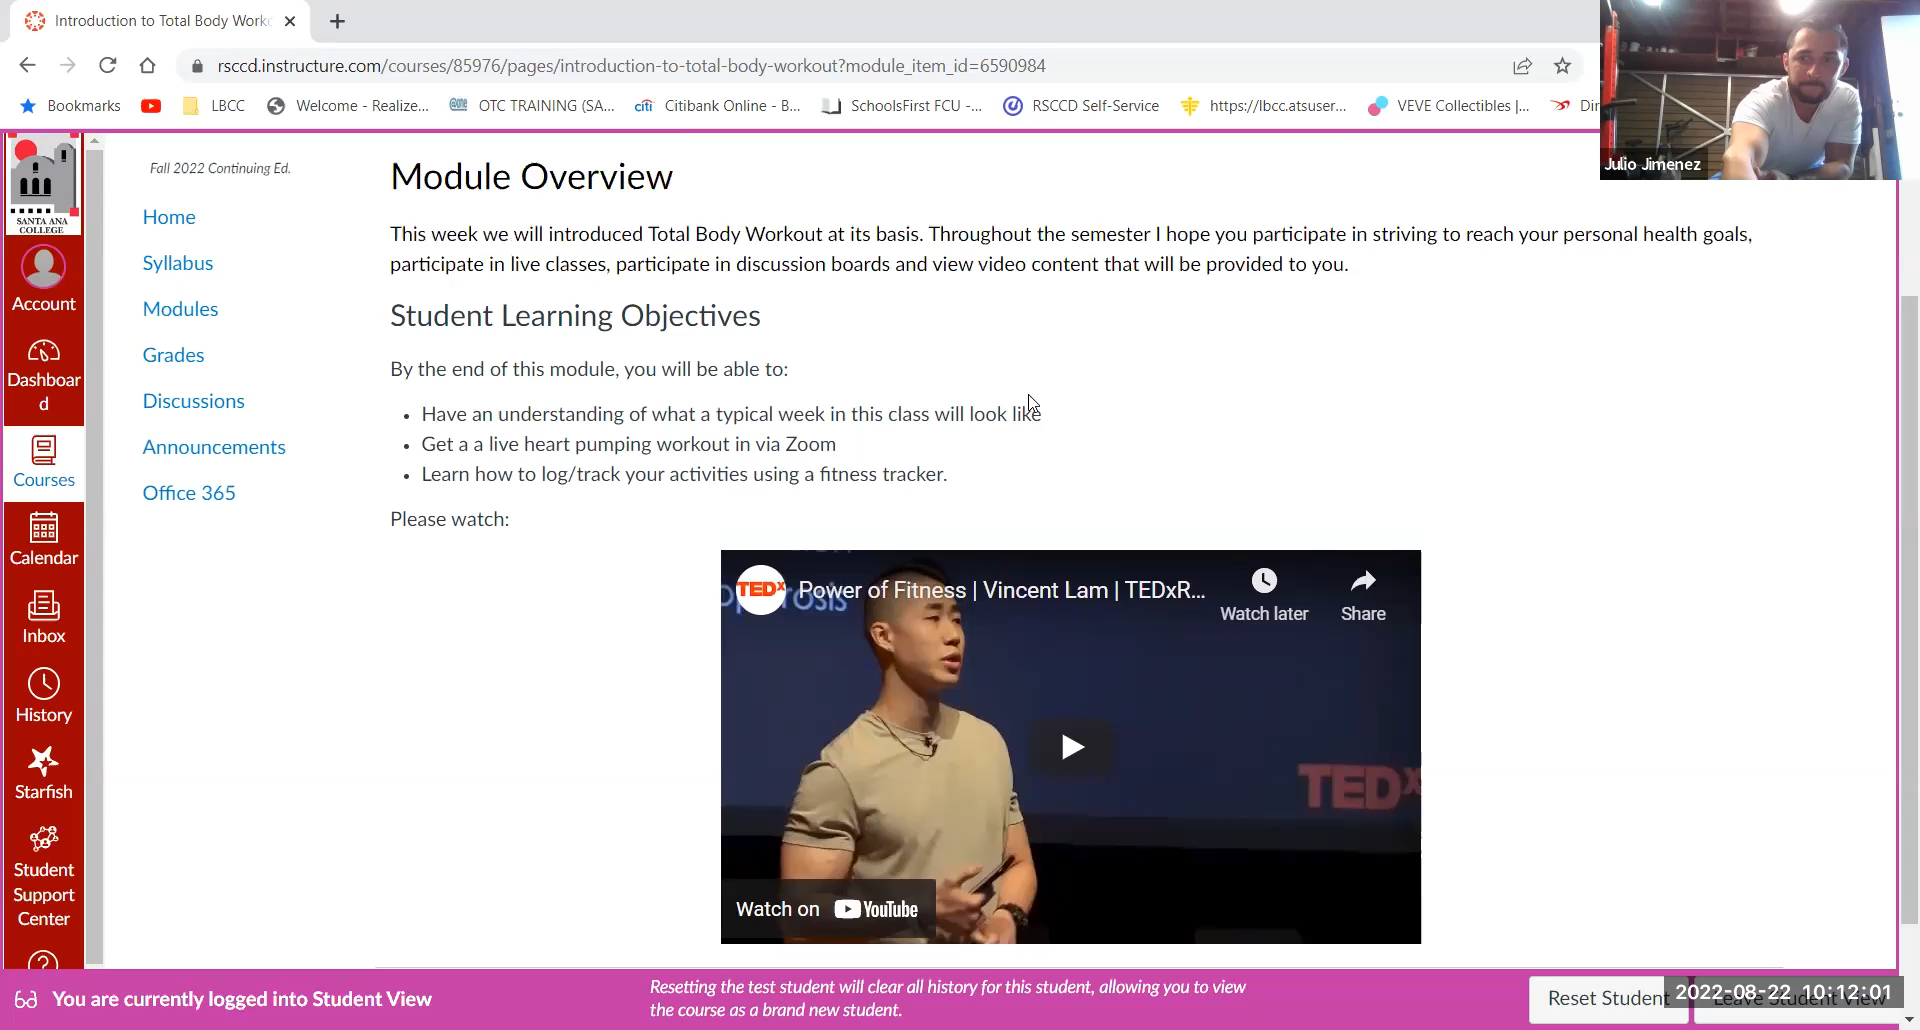 Introduction to Total Body Work
rsccd.instructure.com/courses/85976/pages/introduction-to-total-body-workout?module_item_id=6590984
Bookmarks
LBCC
Welcome - Realize...
OTC TRAINING (SA...
citi
Citibank Online - B...
SchoolsFirst FCU -...
RSCCD Self-Service
https://lbcc.atsuser...
VEVE Collectibles |...
Dir
Julio Jimenez
SANTA ANA
COLLEGE
Account
Dashboar
d
Courses
Calendar
Inbox
History
Starfish
Student
Support
Center
Fall 2022 Continuing Ed.
Home
Syllabus
Modules
Grades
Discussions
Announcements
Office 365
Module Overview
This week we will introduced Total Body Workout at its basis. Throughout the semester I hope you participate in striving to reach your personal health goals,
participate in live classes, participate in discussion boards and view video content that will be provided to you.
Student Learning Objectives
By the end of this module, you will be able to:
• Have an understanding of what a typical week in this class will look like
• Get a a live heart pumping workout in via Zoom
• Learn how to log/track your activities using a fitness tracker.
Please watch:
TEDx
Power of Fitness | Vincent Lam | TEDxR...
Watch later
Share
TEDx
Watch on YouTube
You are currently logged into Student View
Resetting the test student will clear all history for this student, allowing you to view
the course as a brand new student.
Reset Student
Leave Student View
2022-08-22 10:12:01